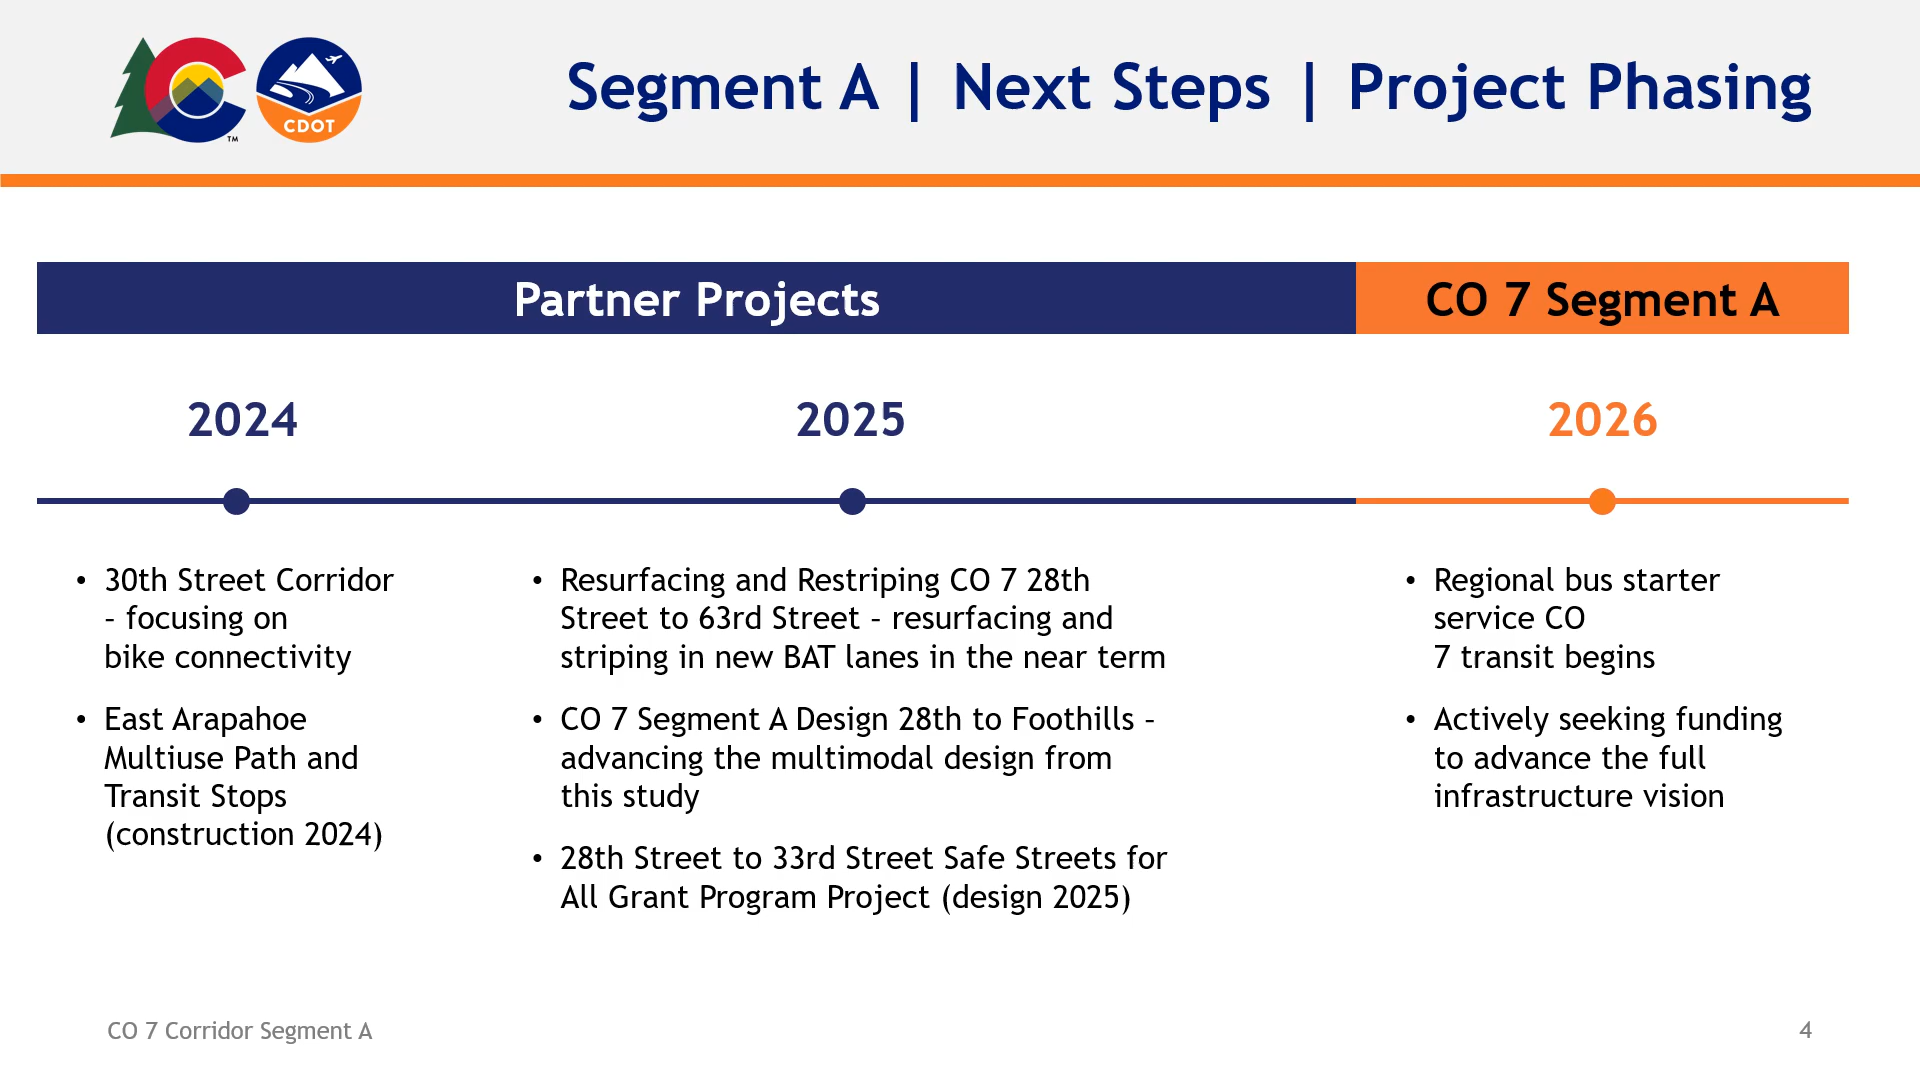 TM
CDOT
Segment A | Next Steps | Project Phasing
Partner Projects
CO 7 Segment A
2024
2025
2026
• 30th Street Corridor
– focusing on
bike connectivity
• East Arapahoe
Multiuse Path and
Transit Stops
(construction 2024)
• Resurfacing and Restriping CO 7 28th
Street to 63rd Street – resurfacing and
striping in new BAT lanes in the near term
• CO 7 Segment A Design 28th to Foothills –
advancing the multimodal design from
this study
• 28th Street to 33rd Street Safe Streets for
All Grant Program Project (design 2025)
• Regional bus starter
service CO
7 transit begins
• Actively seeking funding
to advance the full
infrastructure vision
CO 7 Corridor Segment A
4